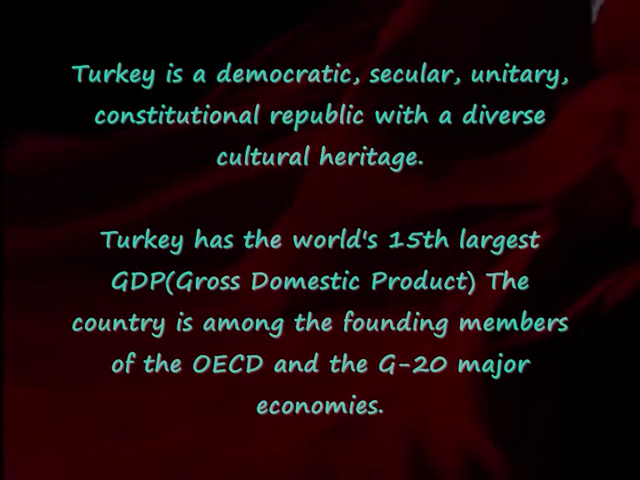 Turkey is a democratic, secular, unitary,
constitutional republic with a diverse
cultural heritage.
Turkey has the world's 15th largest
GDP(Gross Domestic Product) The
country is among the founding members
of the OECD and the G-20 major
economies.